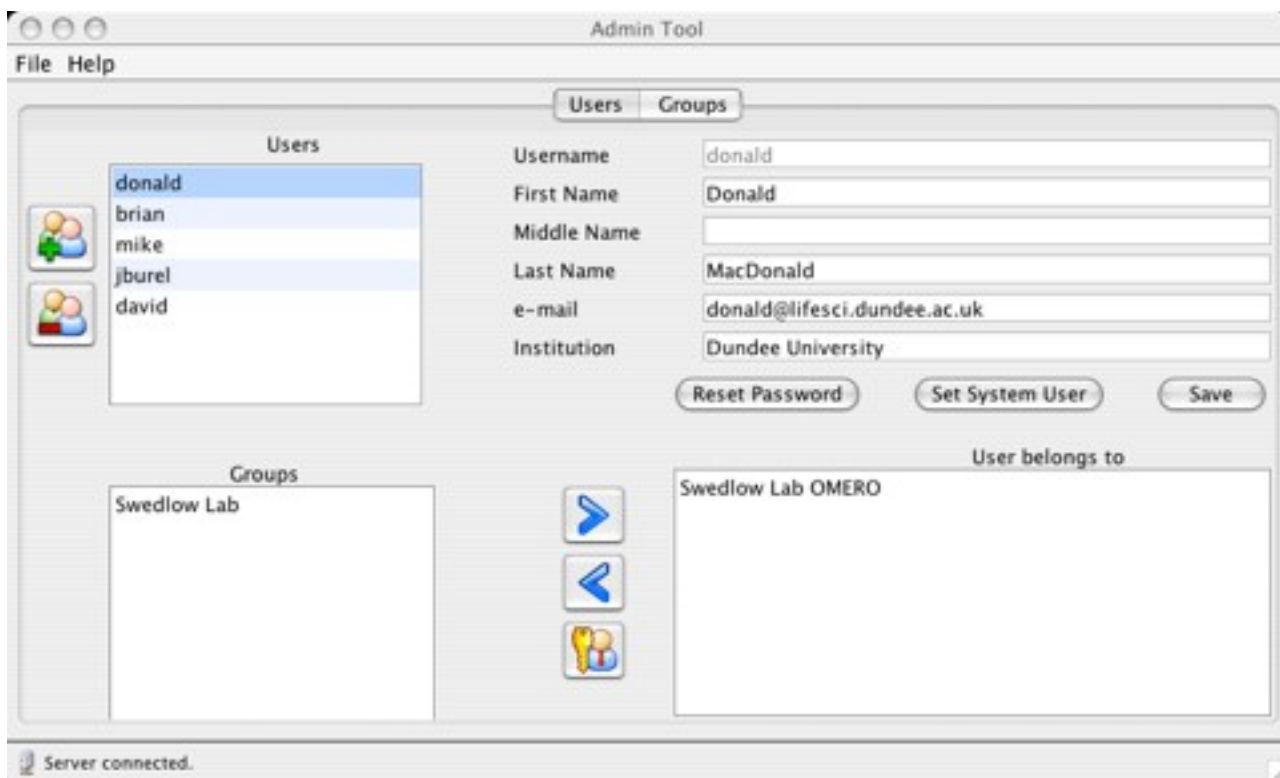 Admin Tool
File Help
Users Groups
Users
donald
brian
mike
jburel
david
Username donald
First Name Donald
Middle Name
Last Name MacDonald
e-mail donald@lifesci.dundee.ac.uk
Institution Dundee University
Reset Password Set System User Save
Groups
Swedlow Lab
User belongs to
Swedlow Lab OMERO
Server connected.